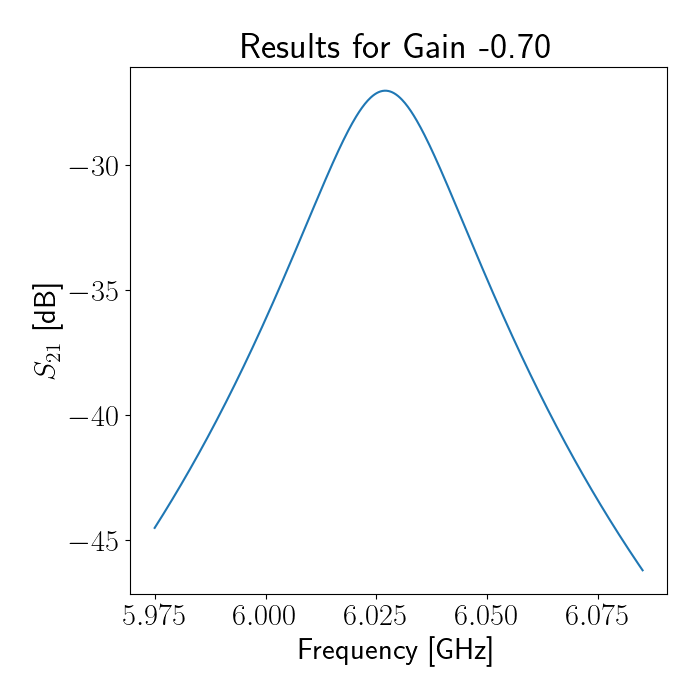 Results for Gain -0.70
−30
−35
−40
−45
S₂₁ [dB]
5.975 6.000 6.025 6.050 6.075
Frequency [GHz]